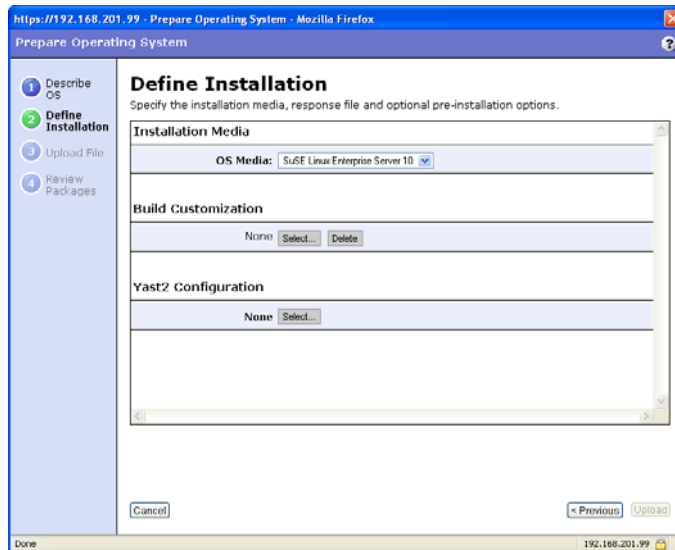 https://192.168.201.99 - Prepare Operating System - Mozilla Firefox
Prepare Operating System
?
1 Describe OS
2 Define Installation
3 Upload File
4 Review Packages
Define Installation
Specify the installation media, response file and optional pre-installation options.
Installation Media
OS Media: SuSE Linux Enterprise Server 10
Build Customization
None Select... Delete
Yast2 Configuration
None Select...
Cancel < Previous Upload
Done 192.168.201.99